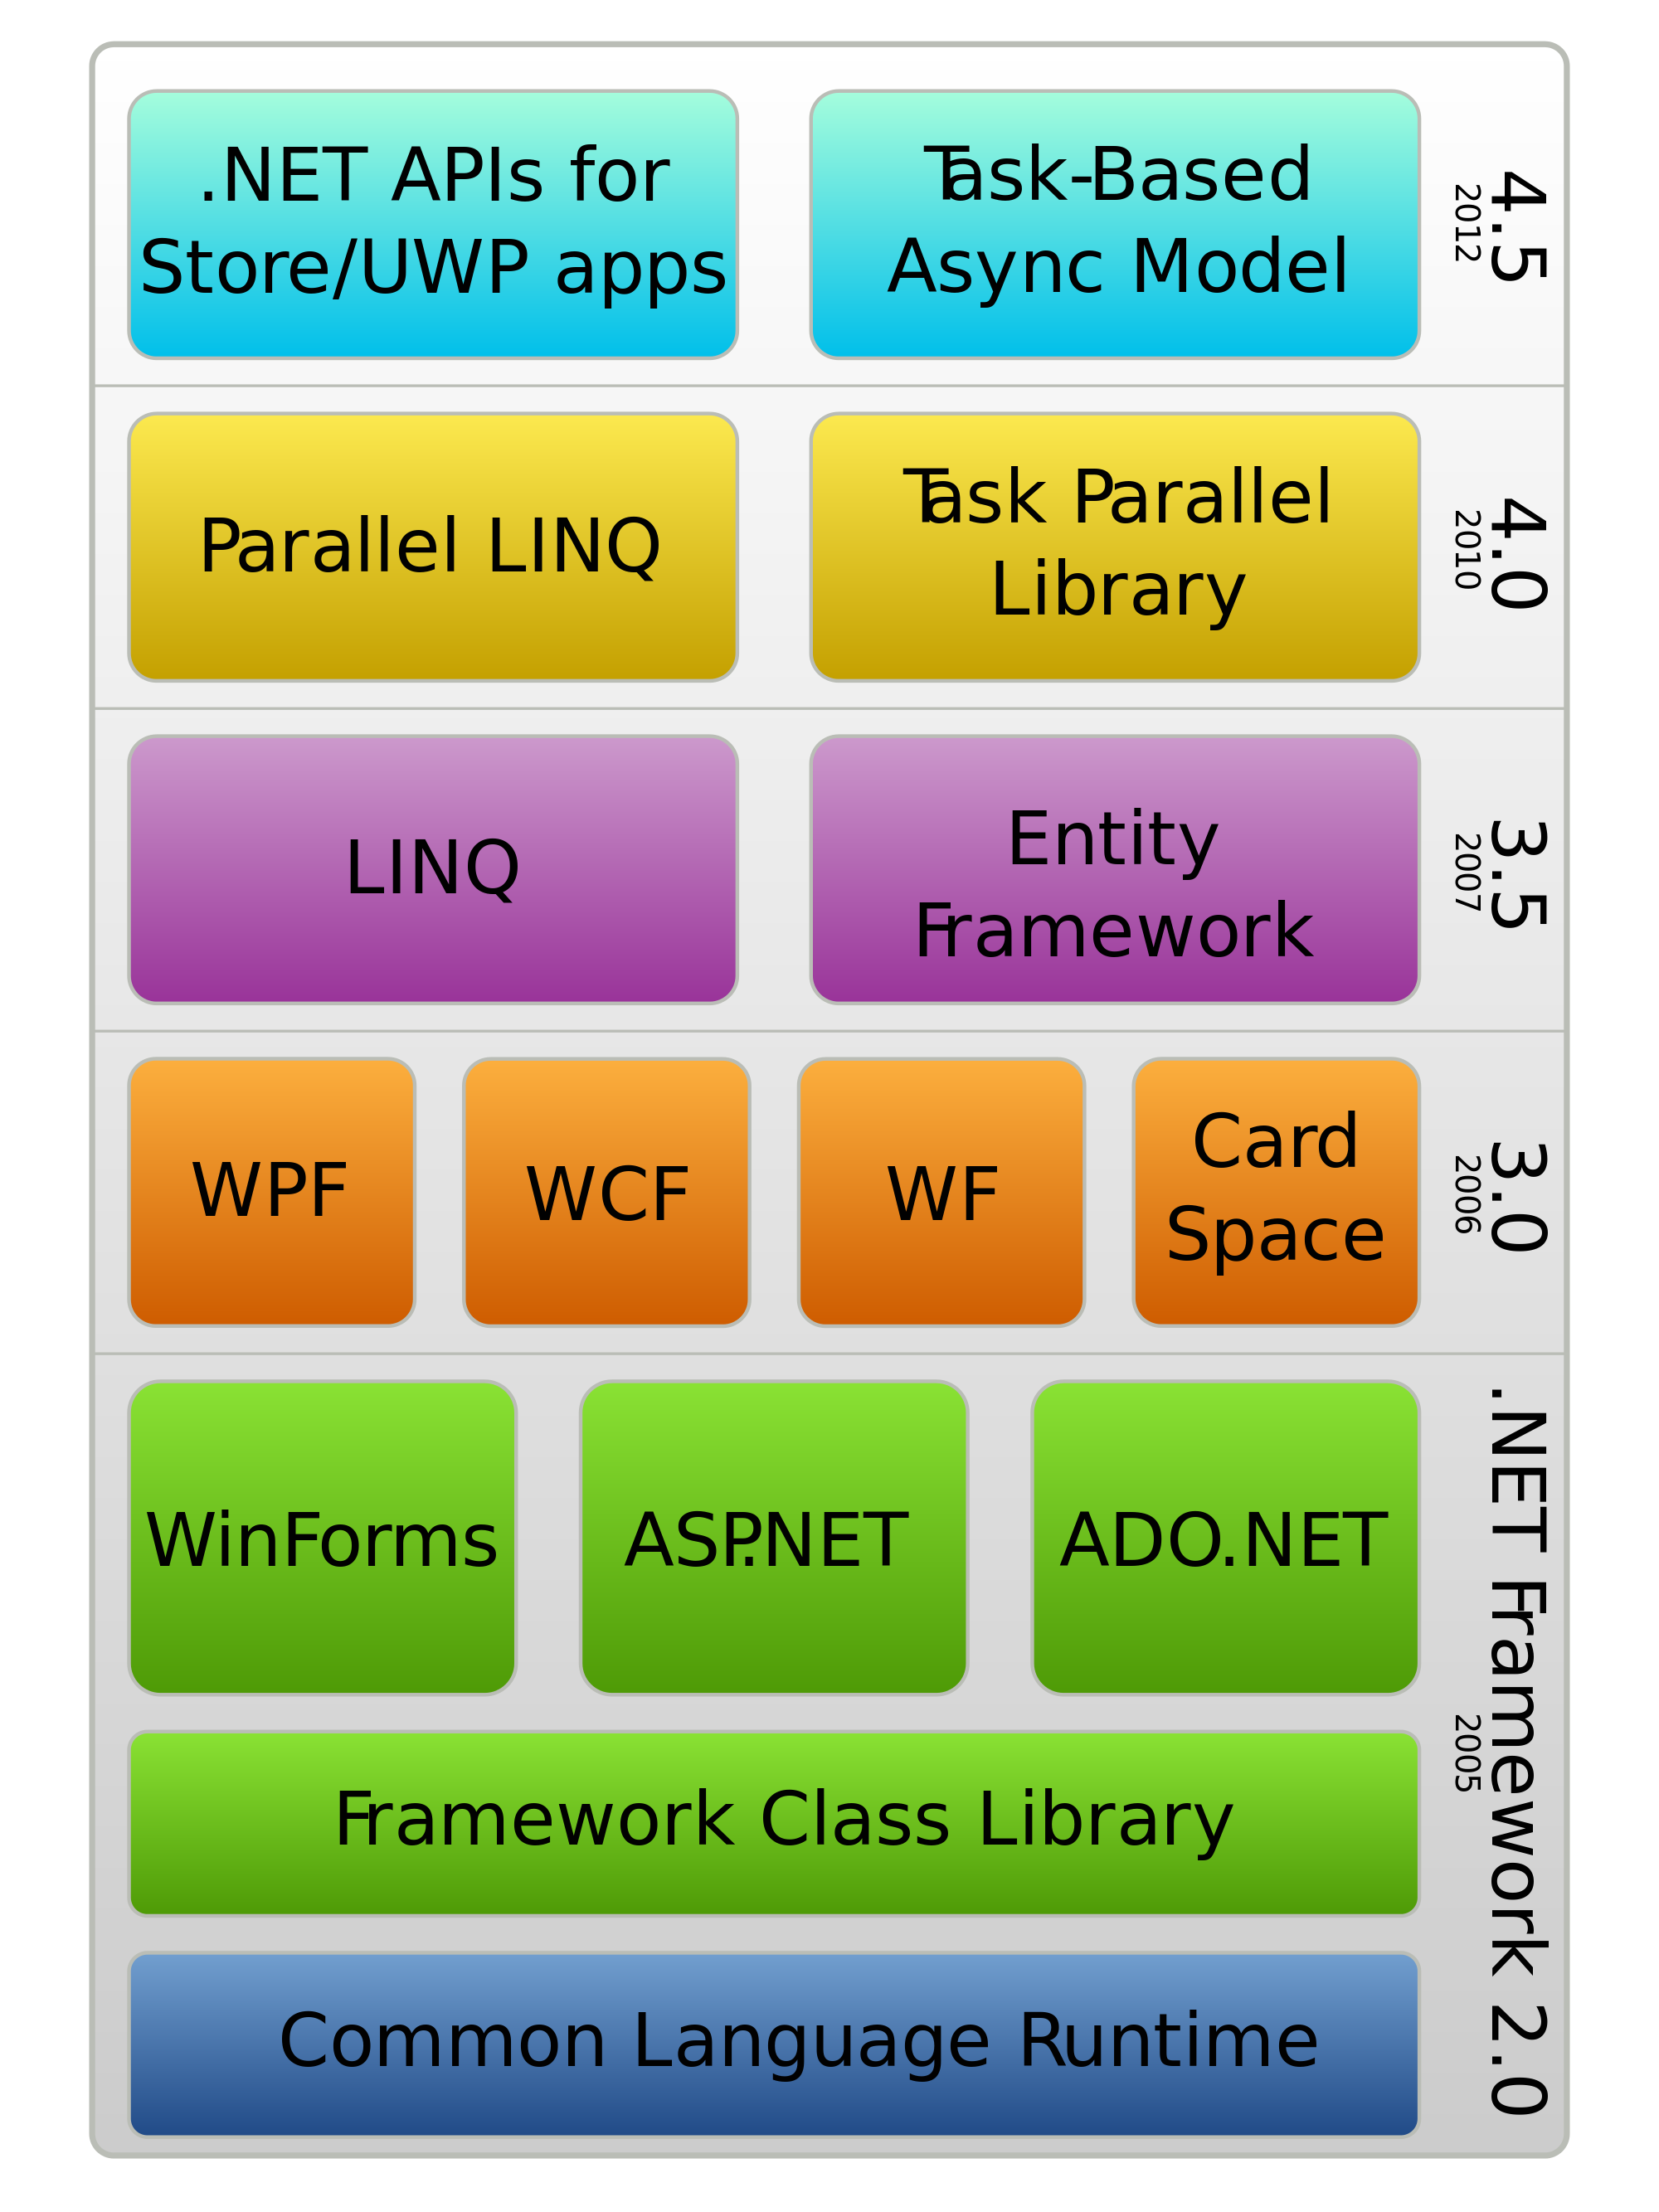 .NET APIs for
Store/UWP apps
Task-Based
Async Model
4.5
2012
Parallel LINQ
Task Parallel
Library
4.0
2010
LINQ
Entity
Framework
3.5
2007
WPF
WCF
WF
Card
Space
3.0
2006
WinForms
ASP.NET
ADO.NET
Framework Class Library
Common Language Runtime
.NET Framework 2.0
2005